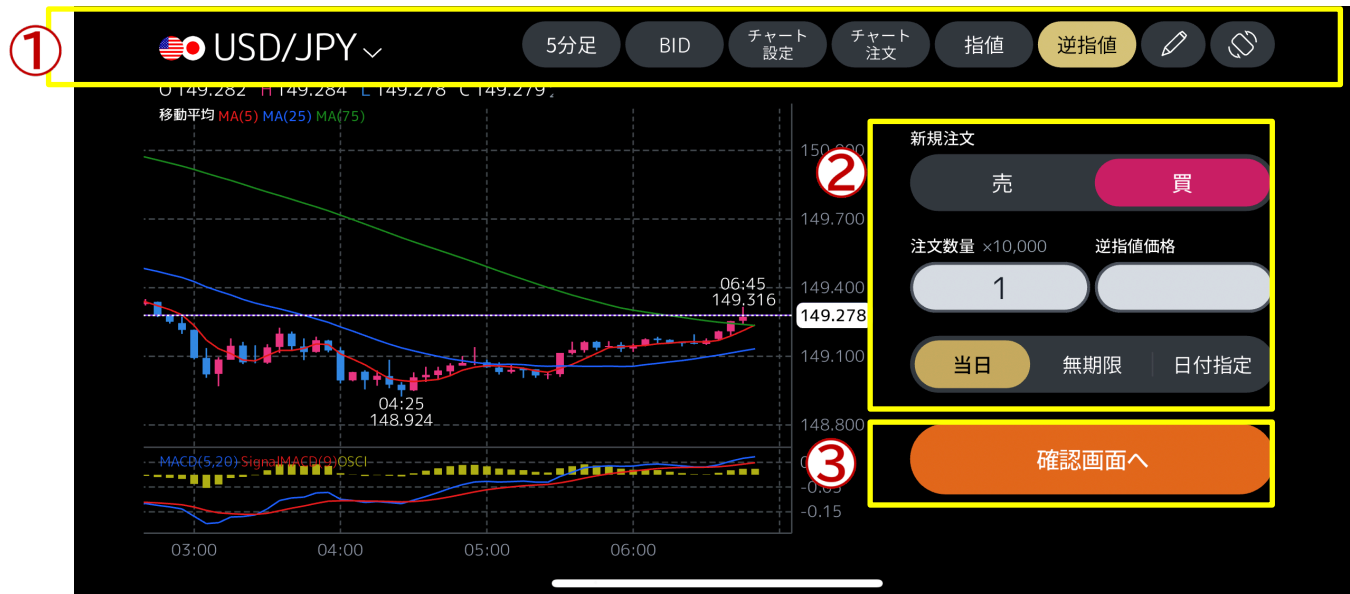 ①
USD/JPY
5分足
BID
チャート
設定
チャート
注文
指値
逆指値
O 149.282 H 149.284 L 149.278 C 149.279
移動平均 MA(5) MA(25) MA(75)
150.000
149.700
149.400
149.278
149.100
148.800
06:45
149.316
04:25
148.924
MACD(5,20) SignalMACD(9) OSCI
-0.05
-0.15
03:00
04:00
05:00
06:00
②
新規注文
売
買
注文数量 ×10,000
逆指値価格
1
当日
無期限
日付指定
③
確認画面へ